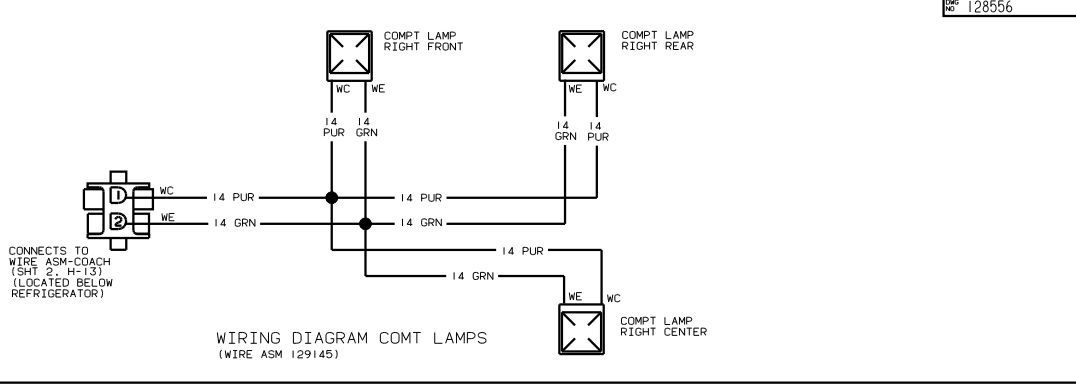 DWG
NO 128556
COMPT LAMP
RIGHT FRONT
COMPT LAMP
RIGHT REAR
WC WE
WE WC
14
PUR
14
GRN
14
GRN
14
PUR
1
WC
14 PUR
14 PUR
2
WE
14 GRN
14 GRN
CONNECTS TO
WIRE ASM-COACH
(SHT 2, H-13)
(LOCATED BELOW
REFRIGERATOR)
14 PUR
14 GRN
WE WC
COMPT LAMP
RIGHT CENTER
WIRING DIAGRAM COMT LAMPS
(WIRE ASM 129145)